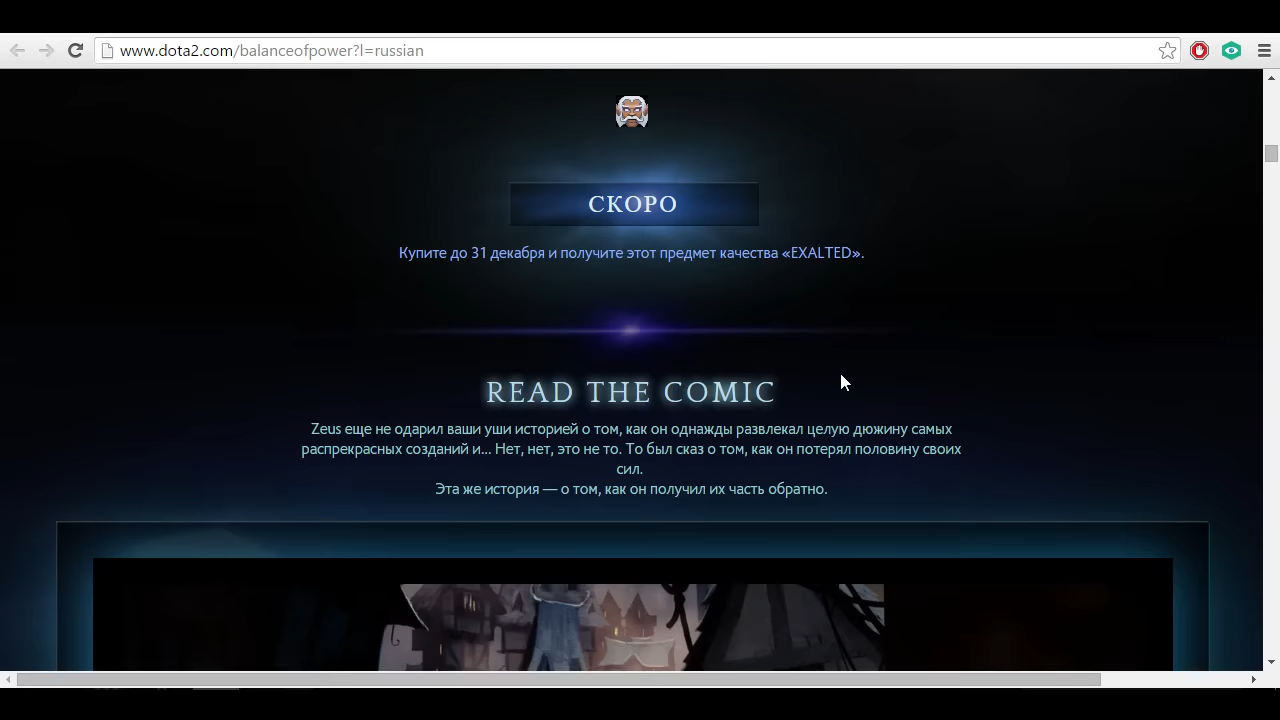 www.dota2.com/balanceofpower?l=russian
СКОРО
Купите до 31 декабря и получите этот предмет качества «EXALTED».
READ THE COMIC
Zeus еще не одарил ваши уши историей о том, как он однажды развлекал целую дюжину самых
распрекрасных созданий и... Нет, нет, это не то. То был сказ о том, как он потерял половину своих
сил.
Эта же история — о том, как он получил их часть обратно.